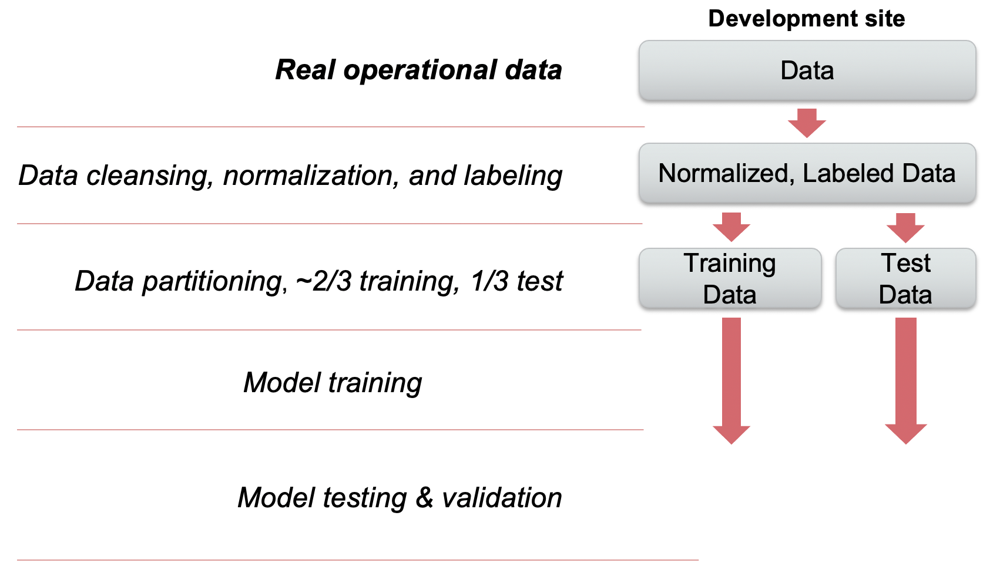 Development site
Real operational data
Data
Data cleansing, normalization, and labeling
Normalized, Labeled Data
Data partitioning, ~2/3 training, 1/3 test
Training
Data
Test
Data
Model training
Model testing & validation